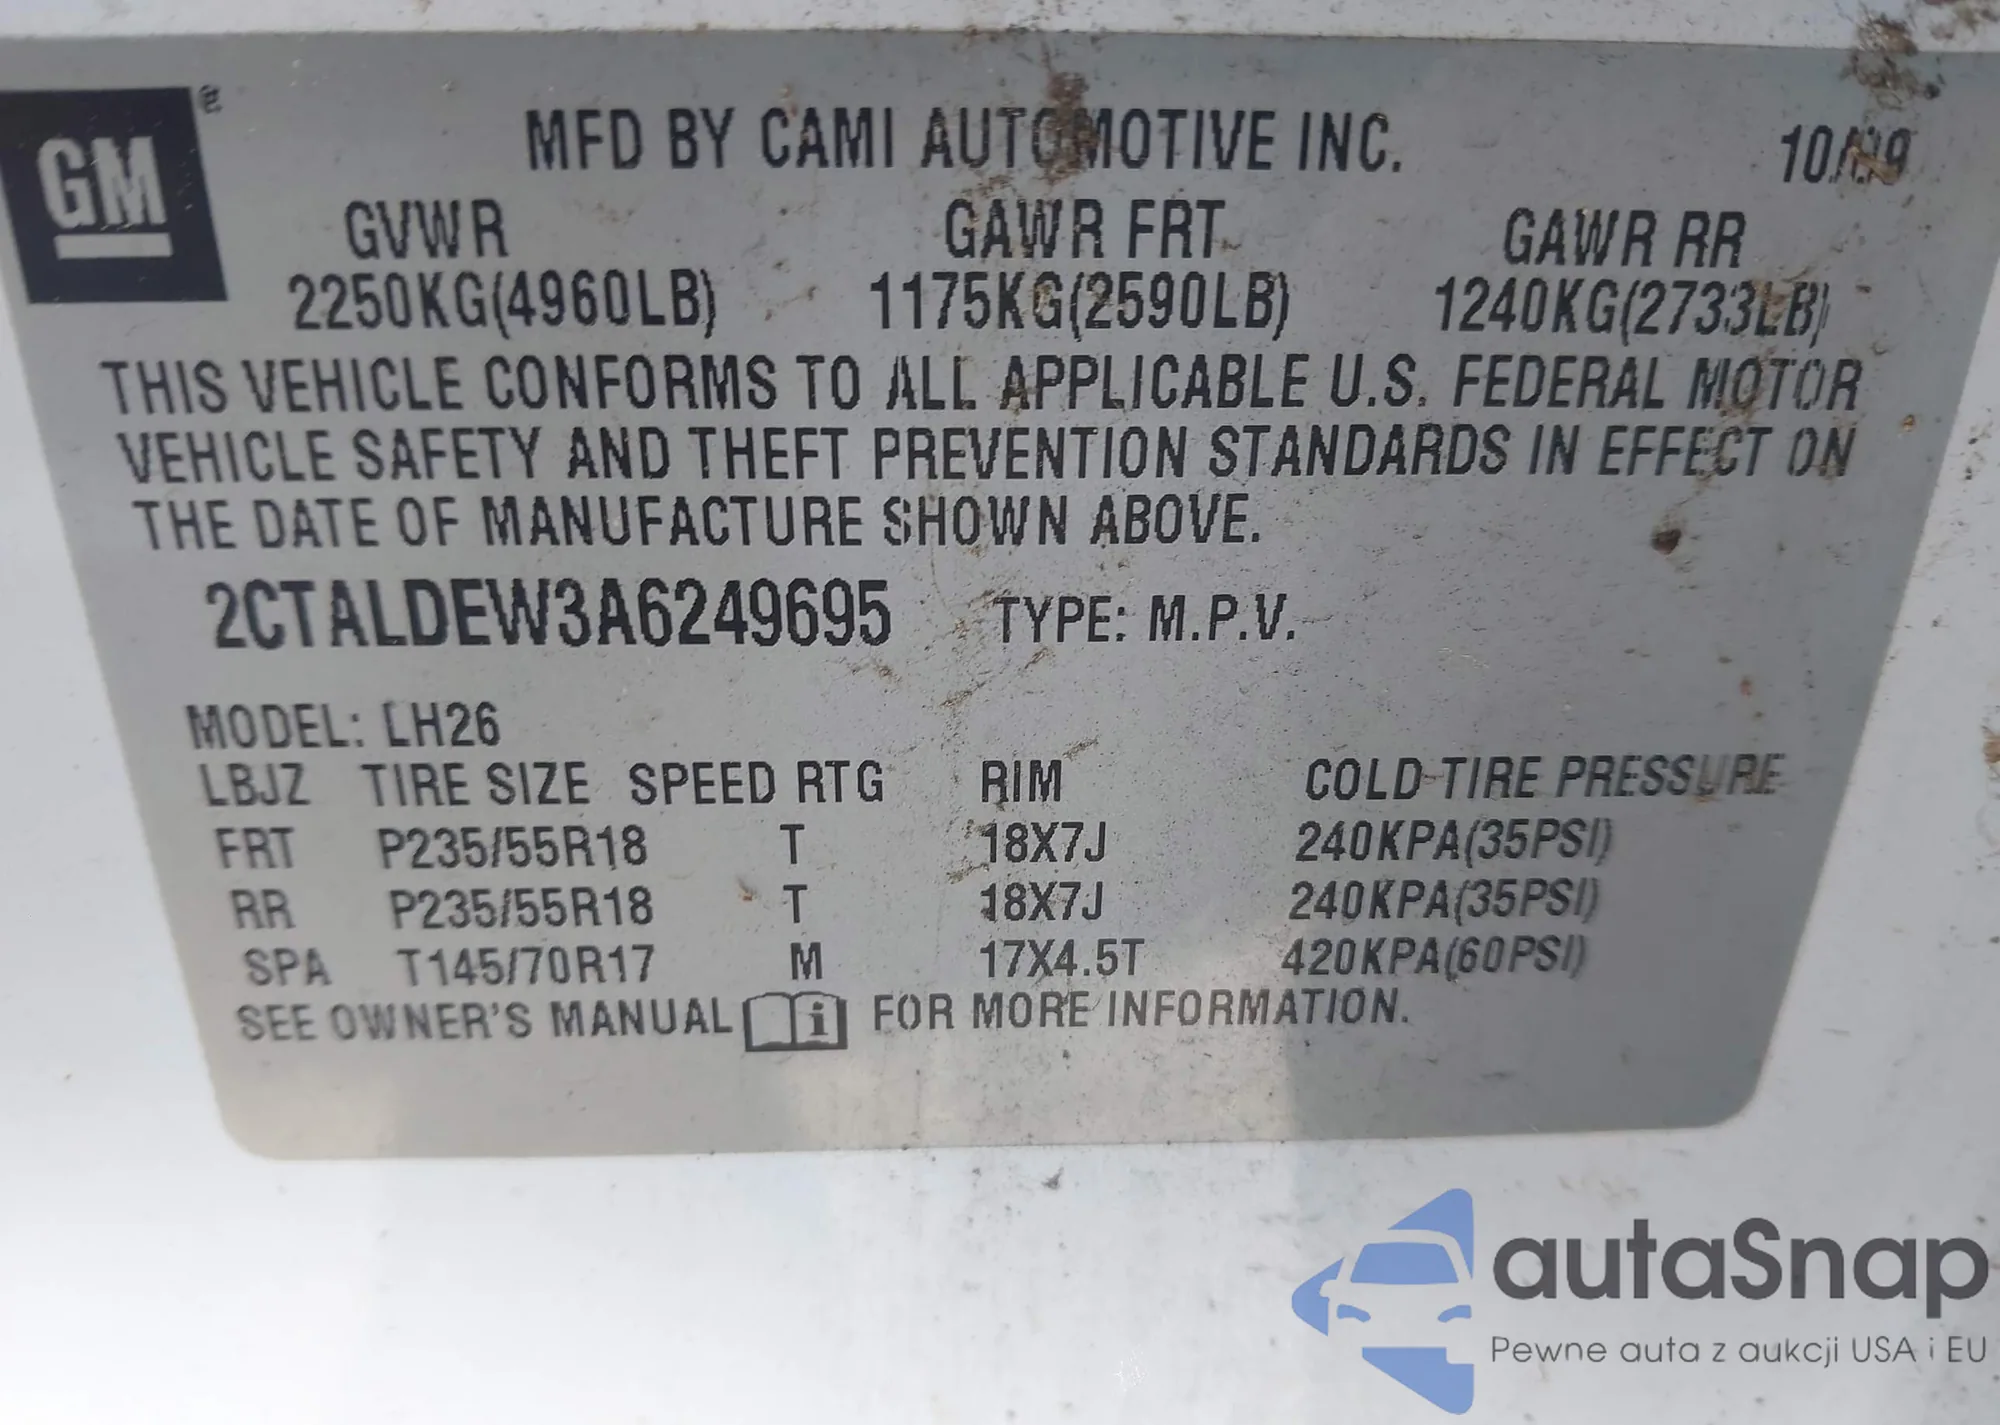 GM ®
MFD BY CAMI AUTOMOTIVE INC. 10/09
GVWR GAWR FRT GAWR RR
2250KG(4960LB) 1175KG(2590LB) 1240KG(2733LB)
THIS VEHICLE CONFORMS TO ALL APPLICABLE U.S. FEDERAL MOTOR
VEHICLE SAFETY AND THEFT PREVENTION STANDARDS IN EFFECT ON
THE DATE OF MANUFACTURE SHOWN ABOVE.
2CTALDEW3A6249695 TYPE: M.P.V.
MODEL: LH26
LBJZ TIRE SIZE SPEED RTG RIM COLD TIRE PRESSURE
FRT P235/55R18 T 18X7J 240KPA(35PSI)
RR P235/55R18 T 18X7J 240KPA(35PSI)
SPA T145/70R17 M 17X4.5T 420KPA(60PSI)
SEE OWNER'S MANUAL i FOR MORE INFORMATION.
autaSnap
Pewne auta z aukcji USA i EU